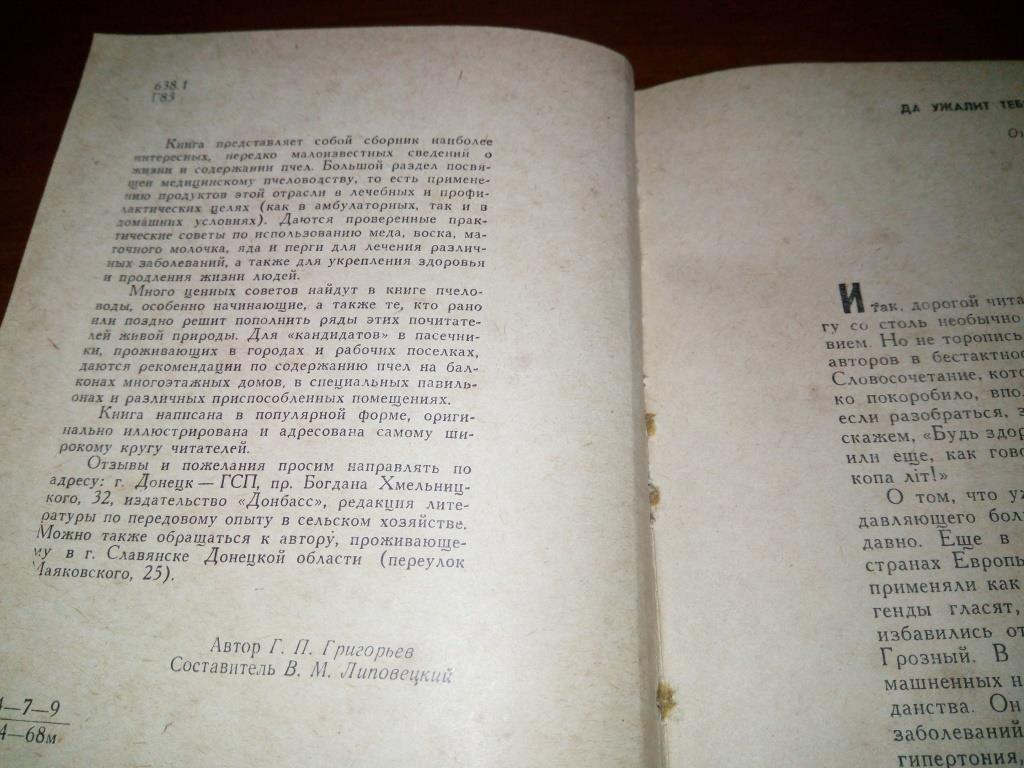 638.1
Г83
Книга представляет собой сборник наиболее
интересных, нередко малоизвестных сведений о
жизни и содержании пчел. Большой раздел посвя-
щен медицинскому пчеловодству, то есть примене-
нию продуктов этой отрасли в лечебных и профи-
лактических целях (как в амбулаторных, так и в
домашних условиях). Даются проверенные прак-
тические советы по использованию меда, воска, ма-
точного молочка, яда и перги для лечения различ-
ных заболеваний, а также для укрепления здоровья
и продления жизни людей.
Много ценных советов найдут в книге пчело-
воды, особенно начинающие, а также те, кто рано
или поздно решит пополнить ряды этих почитате-
лей живой природы. Для «кандидатов» в пасечни-
ки, проживающих в городах и рабочих поселках,
даются рекомендации по содержанию пчел на бал-
конах многоэтажных домов, в специальных павиль-
онах и различных приспособленных помещениях.
Книга написана в популярной форме, ориги-
нально иллюстрирована и адресована самому ши-
рокому кругу читателей.
Отзывы и пожелания просим направлять по
адресу: г. Донецк — ГСП, пр. Богдана Хмельниц-
кого, 32, издательство «Донбасс», редакция лите-
ратуры по передовому опыту в сельском хозяйстве.
Можно также обращаться к автору, проживающе-
му в г. Славянске Донецкой области (переулок
Маяковского, 25).
Автор Г. П. Григорьев
Составитель В. М. Липовецкий
4—7—9
4—68м
ДА УЖАЛИТ ТЕБ
От
Итак, дорогой чита
гу со столь необычно
вием. Но не торопись
авторов в бестактнос
Словосочетание, кото
ко покоробило, впол
если разобраться, з
скажем, «Будь здор
или еще, как гово
копа літ!»
О том, что уж
давляющего бол
давно. Еще в
странах Европы
применяли как
генды гласят,
избавились от
Грозный. В
машненных н
данства. Он
заболеваний
гипертония,